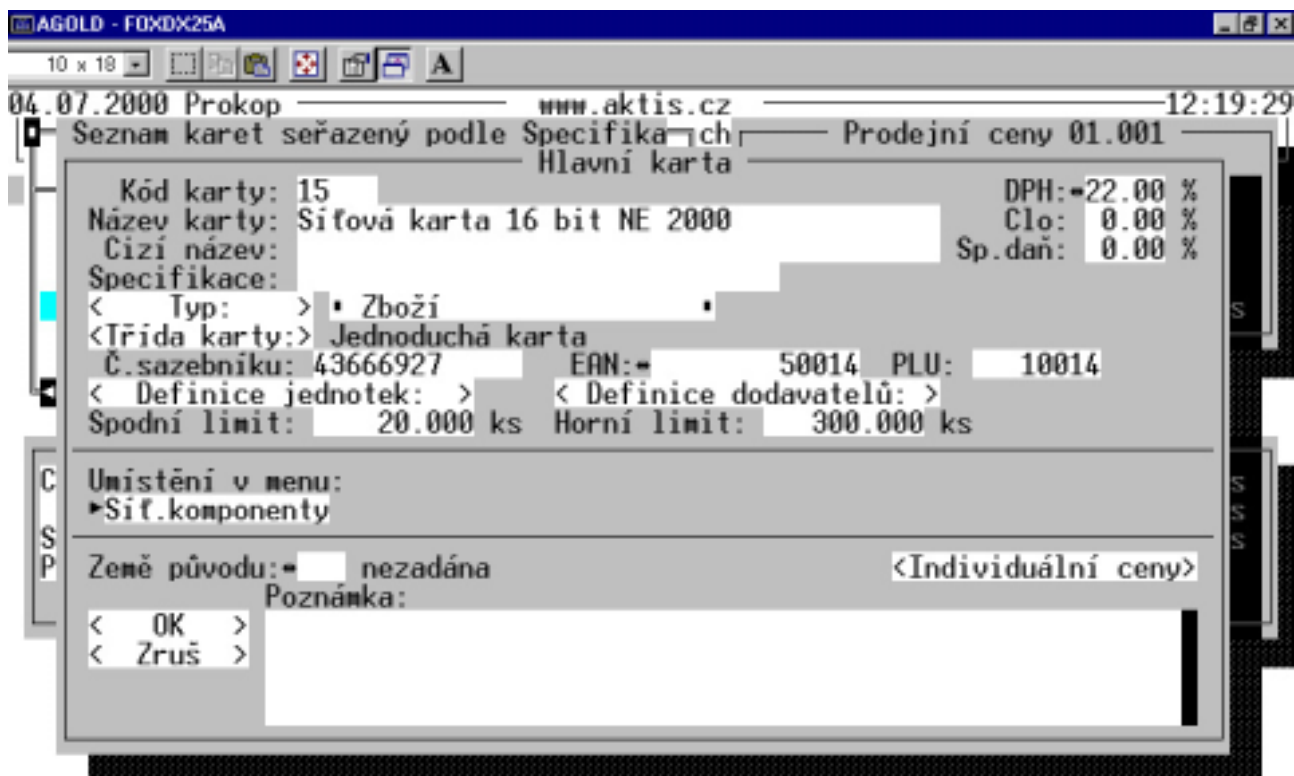 AGOLD - FOXDX25A
10 x 18 A
04.07.2000 Prokop www.aktis.cz 12:19:29
Seznam karet seřazený podle Specifika ch Prodejní ceny 01.001
Hlavní karta
Kód karty: 15 DPH: 22.00 %
Název karty: Síťová karta 16 bit NE 2000 Clo: 0.00 %
Cizí název: Sp.daň: 0.00 %
Specifikace:
< Typ: > Zboží s
<Třída karty:> Jednoduchá karta
Č.sazebníku: 43666927 EAN: 50014 PLU: 10014
< Definice jednotek: > < Definice dodavatelů: >
Spodní limit: 20.000 ks Horní limit: 300.000 ks
C Umístění v menu: s
►Síť.komponenty s
S s
P Země původu: nezadána <Individuální ceny>
Poznámka:
< OK >
< Zruš >